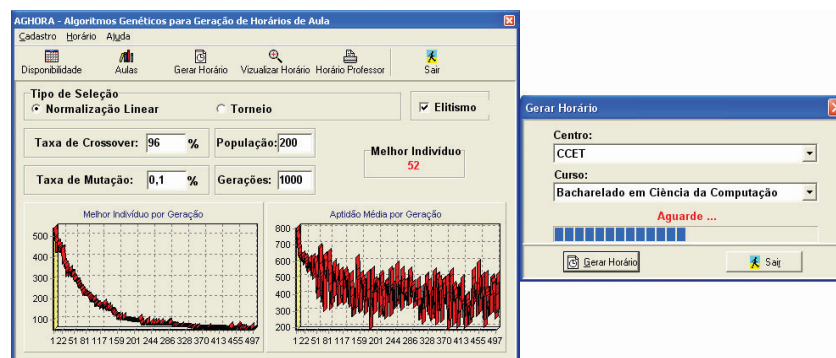 AGHORA - Algoritmos Genéticos para Geração de Horários de Aula
Cadastro Horário Ajuda
Disponibilidade Aulas Gerar Horário Vizualizar Horário Horário Professor Sair
Tipo de Seleção
Normalização Linear Torneio Elitismo
Taxa de Crossover: 96 % População: 200
Melhor Indivíduo
52
Taxa de Mutação: 0,1 % Gerações: 1000
Melhor Indivíduo por Geração
500
400
300
200
100
1 22 51 81 117 159 201 244 286 328 370 413 455 497
Aptidão Média por Geração
800
700
600
500
400
300
200
1 22 51 81 117 159 201 244 286 328 370 413 455 497
Gerar Horário
Centro:
CCET
Curso:
Bacharelado em Ciência da Computação
Aguarde ...
Gerar Horário Sair